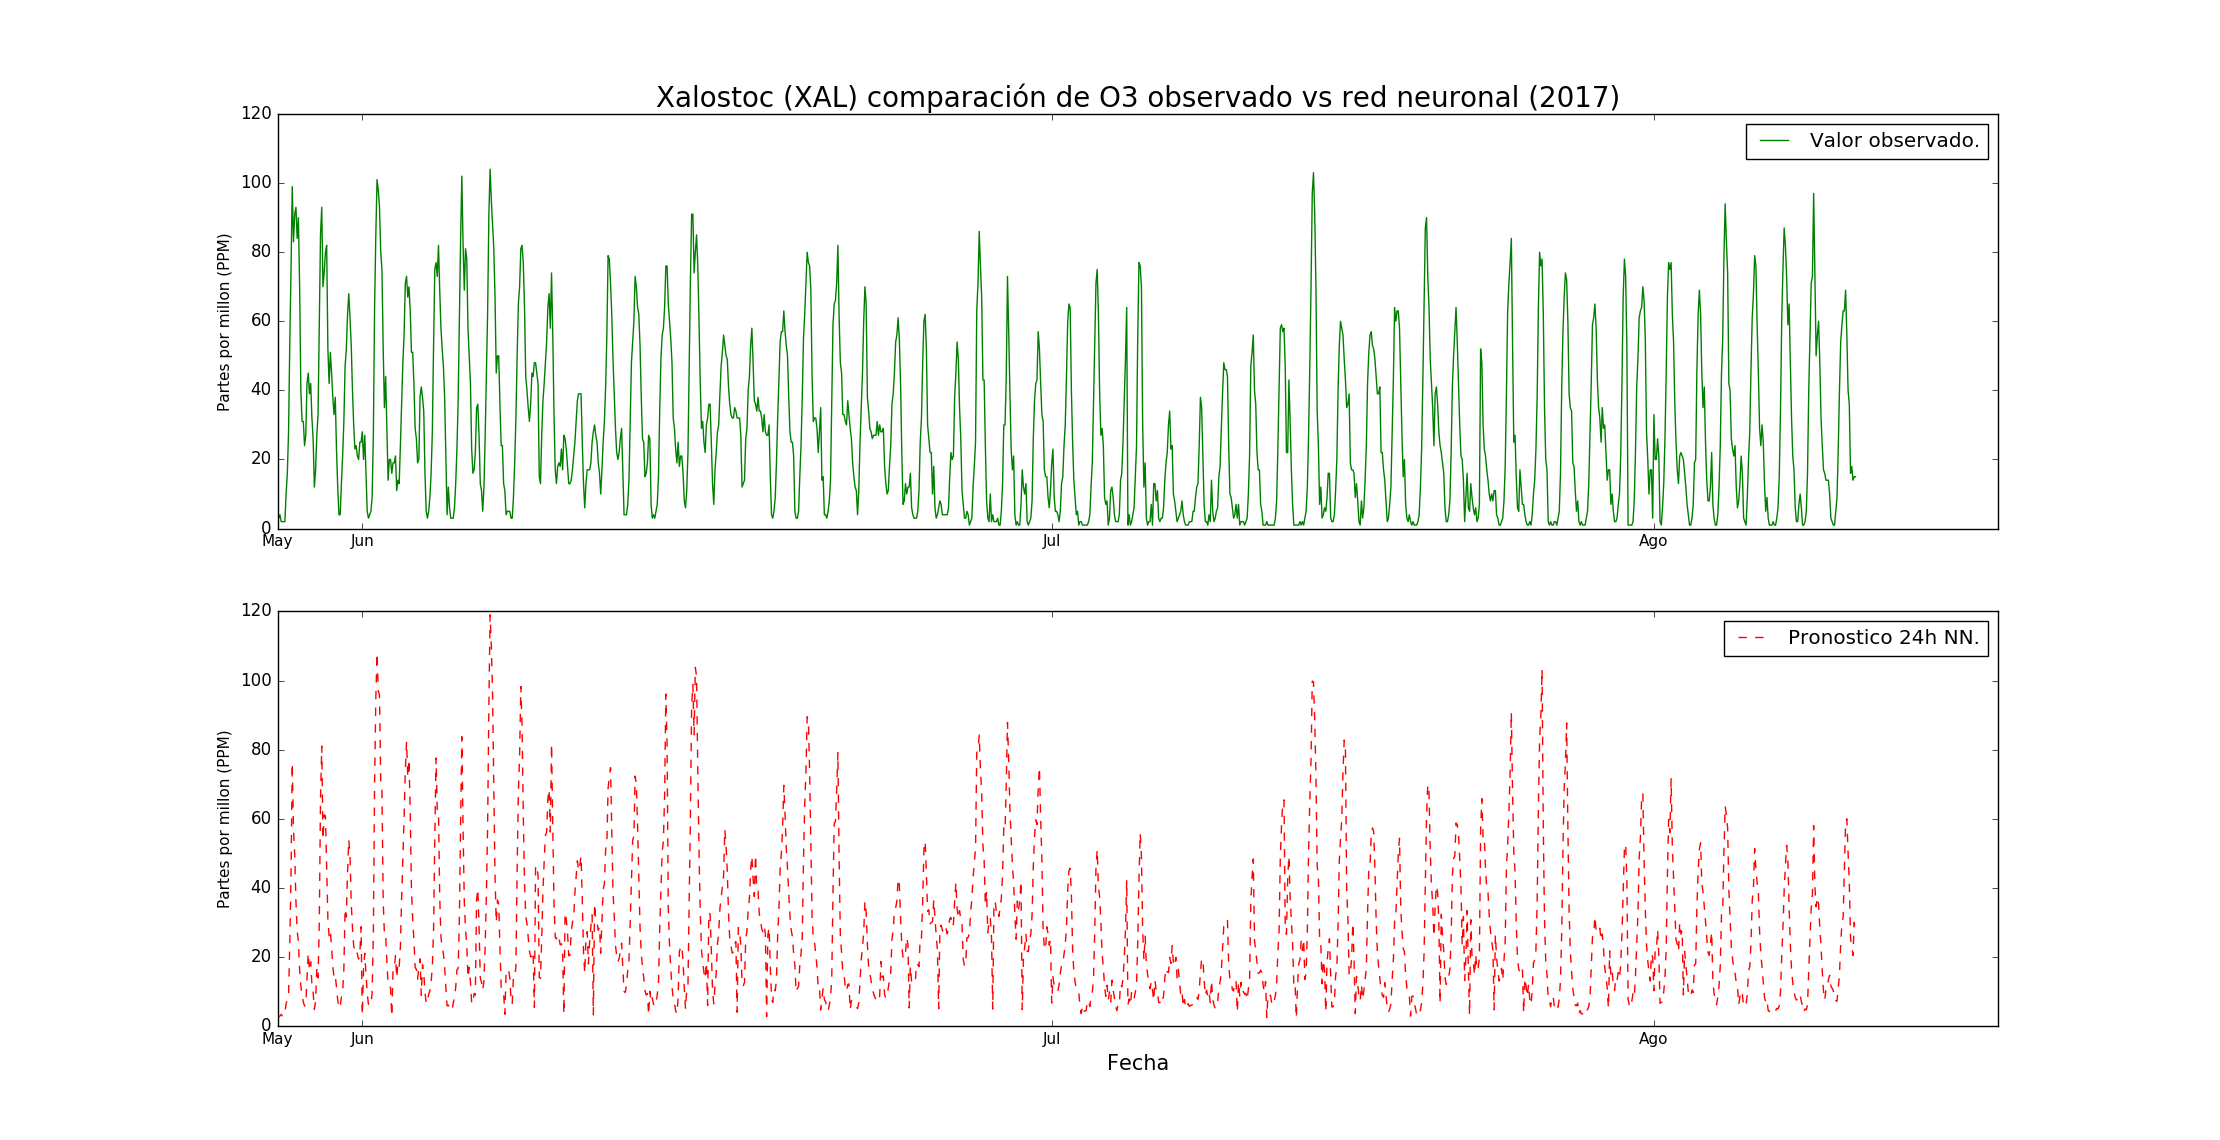 Xalostoc (XAL) comparación de O3 observado vs red neuronal (2017)
120
100
80
60
40
20
0
Partes por millon (PPM)
Valor observado.
May Jun Jul Ago
120
100
80
60
40
20
0
Partes por millon (PPM)
Pronostico 24h NN.
May Jun Jul Ago
Fecha